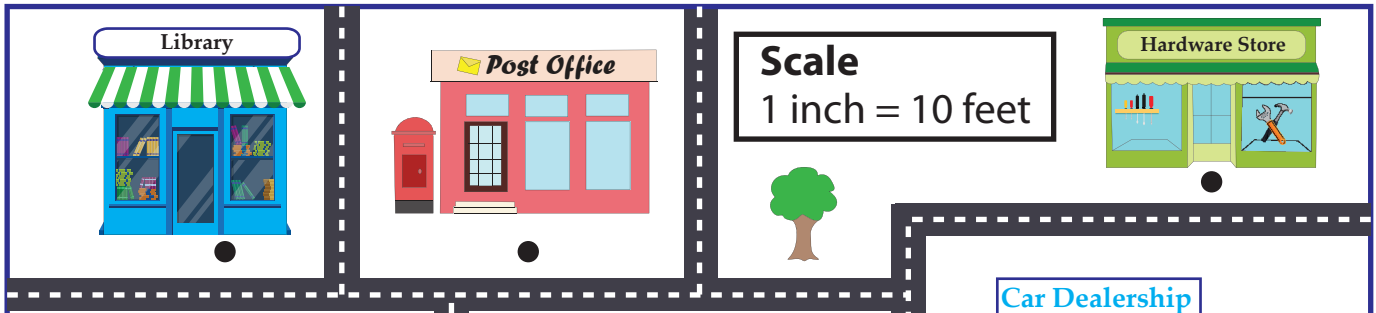 Library
Post Office
Scale
1 inch = 10 feet
Hardware Store
Car Dealership